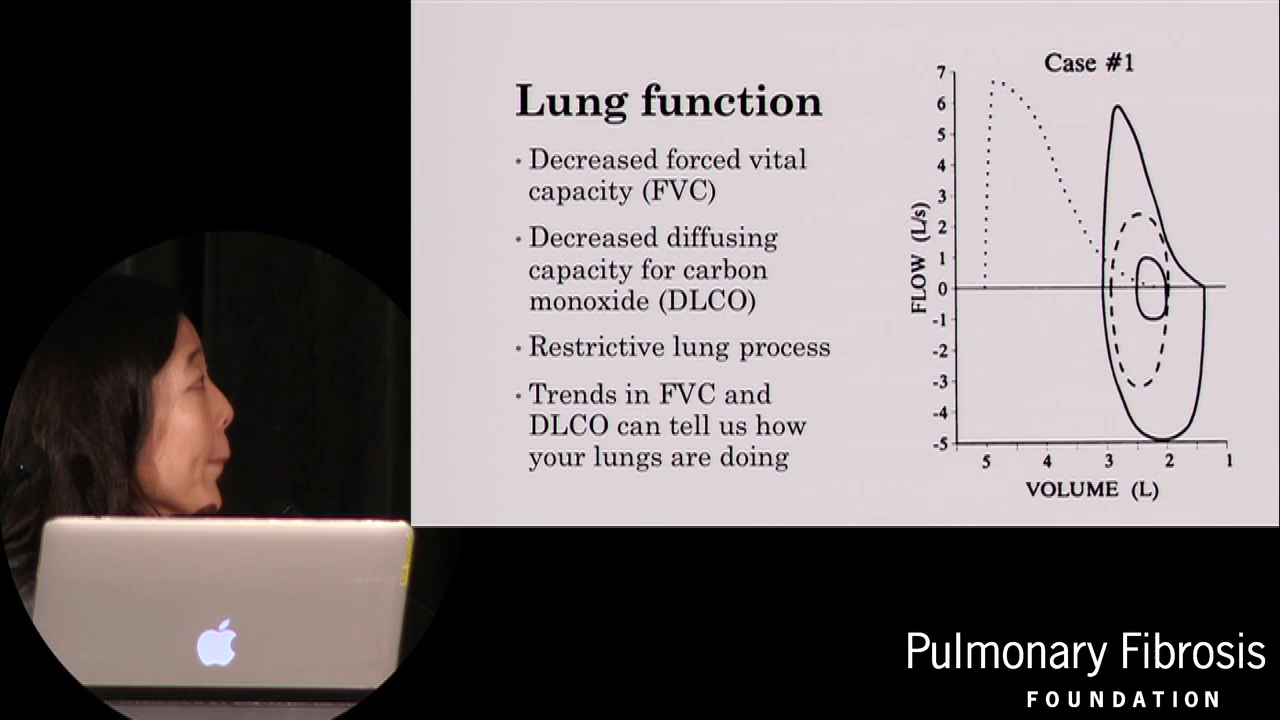 Lung function
• Decreased forced vital
capacity (FVC)
• Decreased diffusing
capacity for carbon
monoxide (DLCO)
• Restrictive lung process
• Trends in FVC and
DLCO can tell us how
your lungs are doing
Case #1
FLOW (L/s)
7
6
5
4
3
2
1
0
-1
-2
-3
-4
-5
5 4 3 2 1
VOLUME (L)
Pulmonary Fibrosis
FOUNDATION